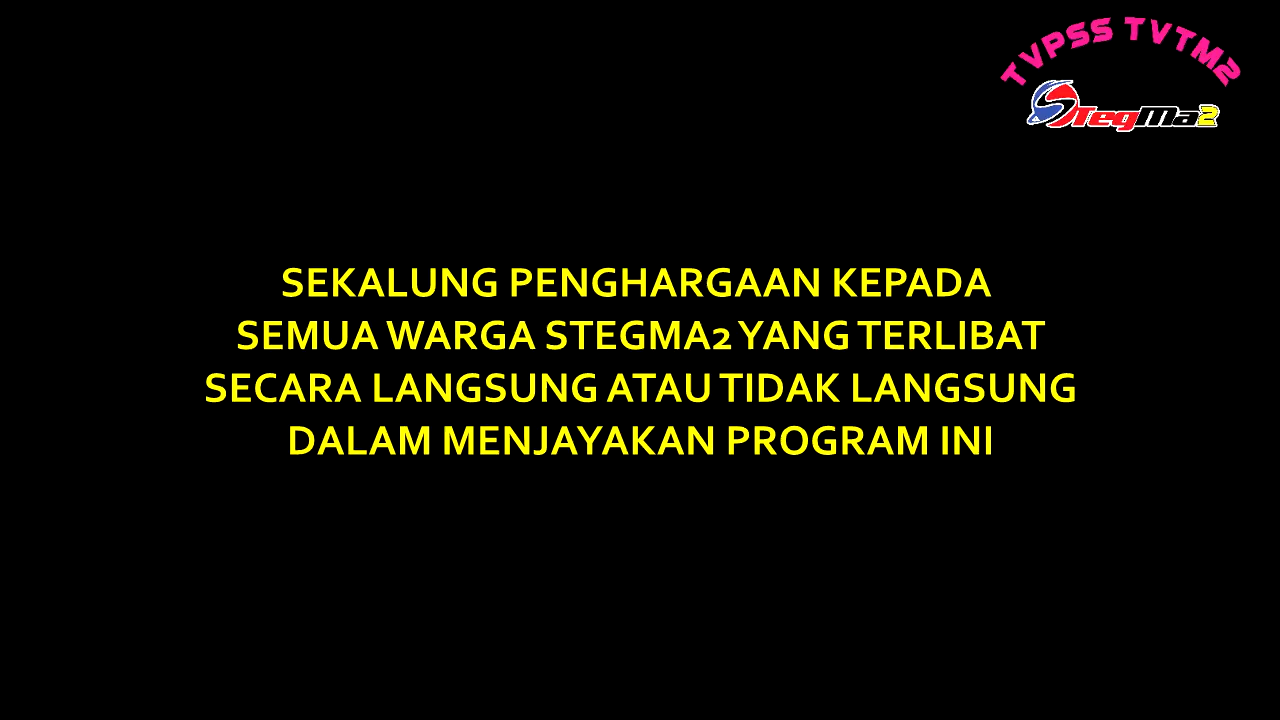 TVPSS TVTM2
STegMa2
SEKALUNG PENGHARGAAN KEPADA
SEMUA WARGA STEGMA2 YANG TERLIBAT
SECARA LANGSUNG ATAU TIDAK LANGSUNG
DALAM MENJAYAKAN PROGRAM INI